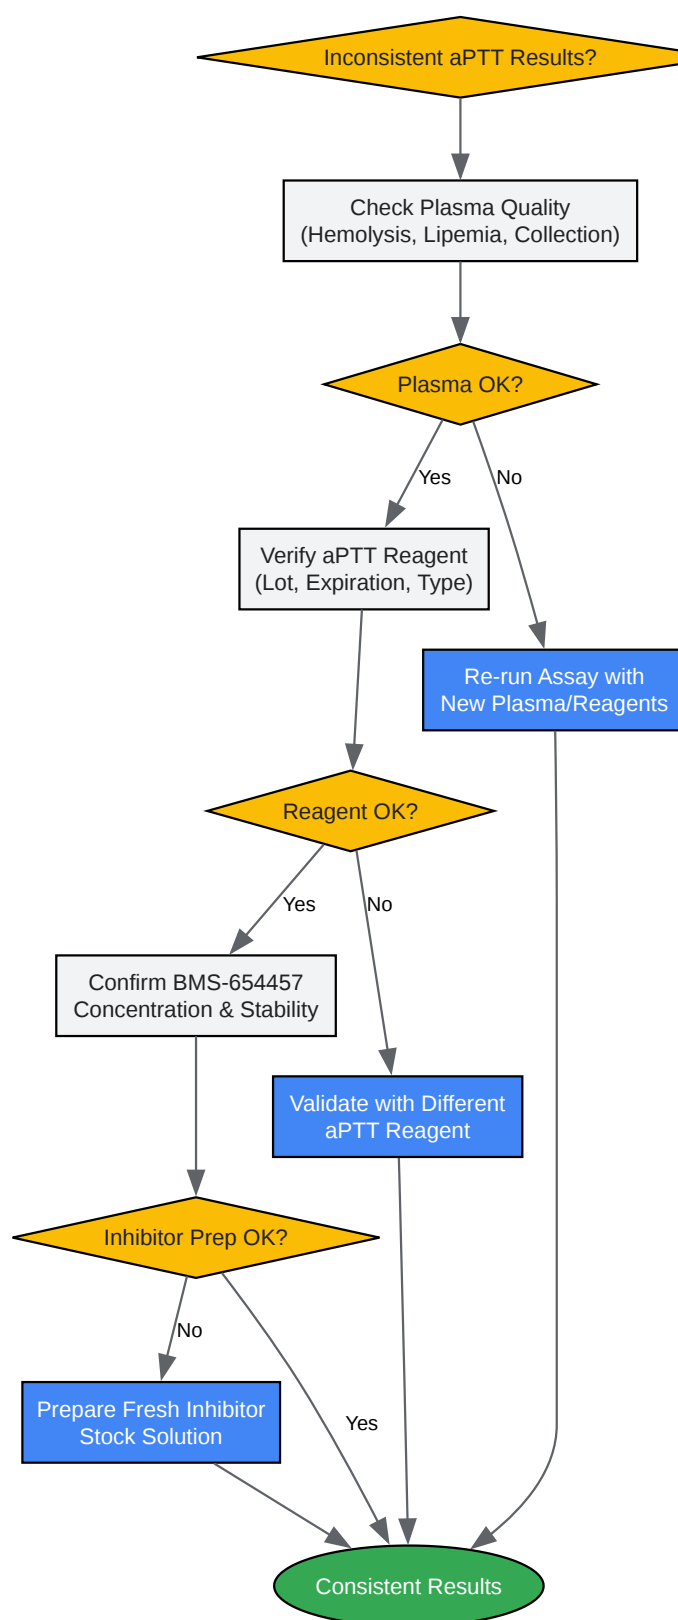 Inconsistent aPTT Results?
Check Plasma Quality
(Hemolysis, Lipemia, Collection)
Plasma OK?
Yes
No
Verify aPTT Reagent
(Lot, Expiration, Type)
Re-run Assay with
New Plasma/Reagents
Reagent OK?
Yes
No
Confirm BMS-654457
Concentration & Stability
Validate with Different
aPTT Reagent
Inhibitor Prep OK?
No
Yes
Prepare Fresh Inhibitor
Stock Solution
Consistent Results